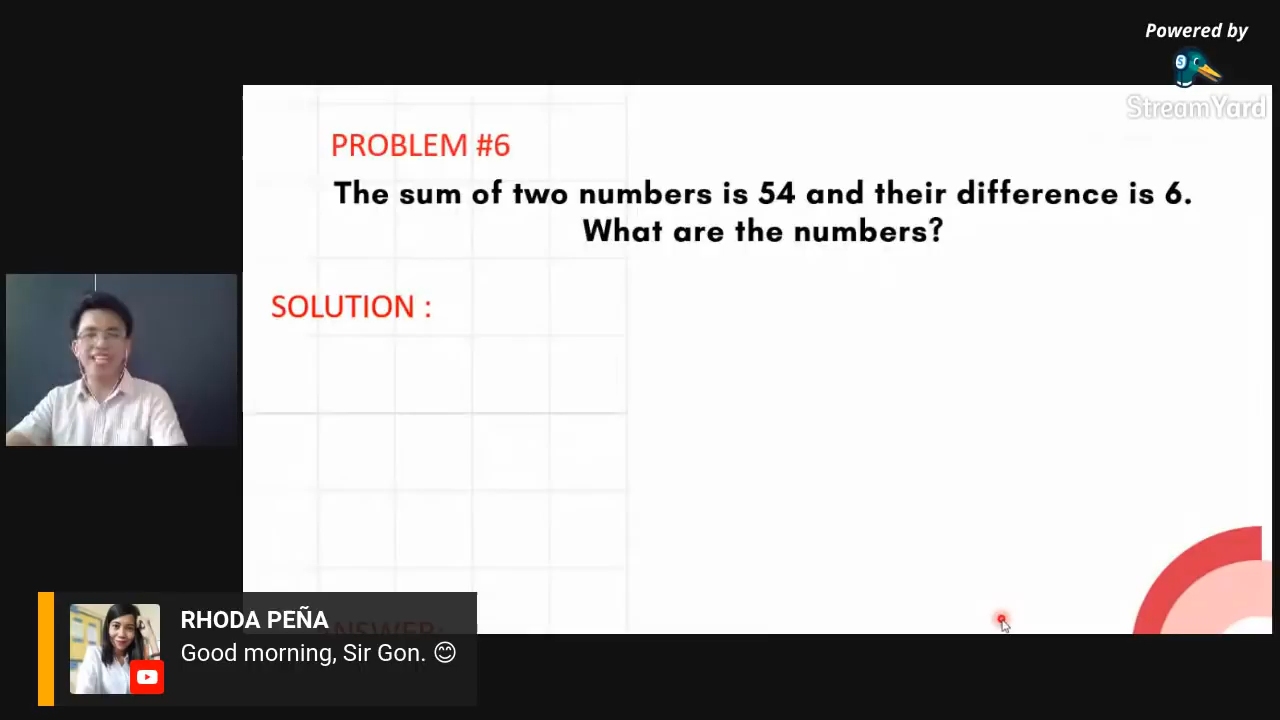 Powered by
StreamYard
PROBLEM #6
The sum of two numbers is 54 and their difference is 6.
What are the numbers?
SOLUTION :
ANSWER:
RHODA PEÑA
Good morning, Sir Gon. 😊